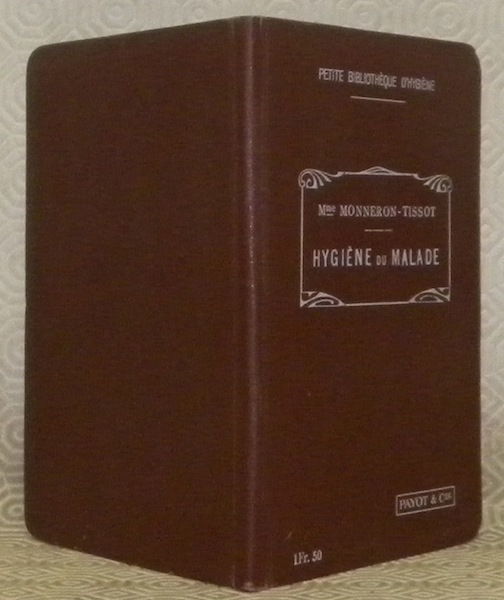 PETITE BIBLIOTHÈQUE D'HYGIÈNE
Mme MONNERON-TISSOT
HYGIÈNE DU MALADE
PAYOT & Cie
1 Fr. 50